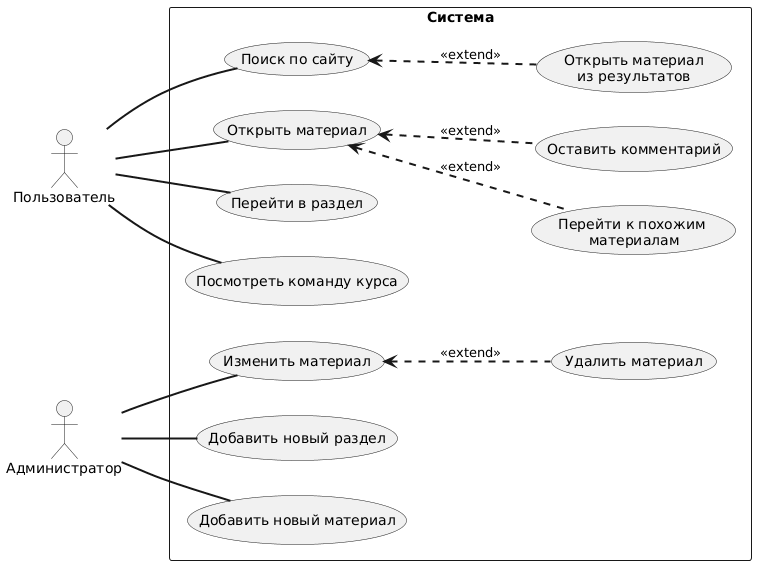 Система
Поиск по сайту
«extend»
Открыть материал
из результатов
Открыть материал
«extend»
Оставить комментарий
«extend»
Пользователь
Перейти в раздел
Перейти к похожим
материалам
Посмотреть команду курса
Изменить материал
«extend»
Удалить материал
Администратор
Добавить новый раздел
Добавить новый материал